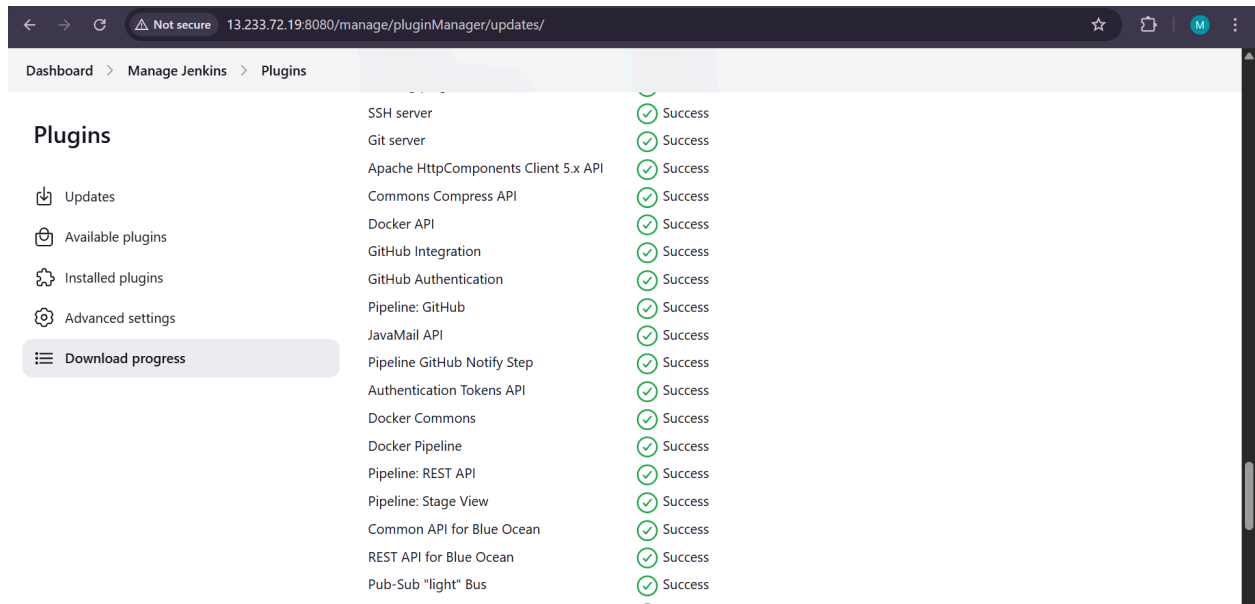 Not secure 13.233.72.19:8080/manage/pluginManager/updates/ M
Dashboard > Manage Jenkins > Plugins
Plugins
Updates
Available plugins
Installed plugins
Advanced settings
Download progress
SSH server Success
Git server Success
Apache HttpComponents Client 5.x API Success
Commons Compress API Success
Docker API Success
GitHub Integration Success
GitHub Authentication Success
Pipeline: GitHub Success
JavaMail API Success
Pipeline GitHub Notify Step Success
Authentication Tokens API Success
Docker Commons Success
Docker Pipeline Success
Pipeline: REST API Success
Pipeline: Stage View Success
Common API for Blue Ocean Success
REST API for Blue Ocean Success
Pub-Sub "light" Bus Success